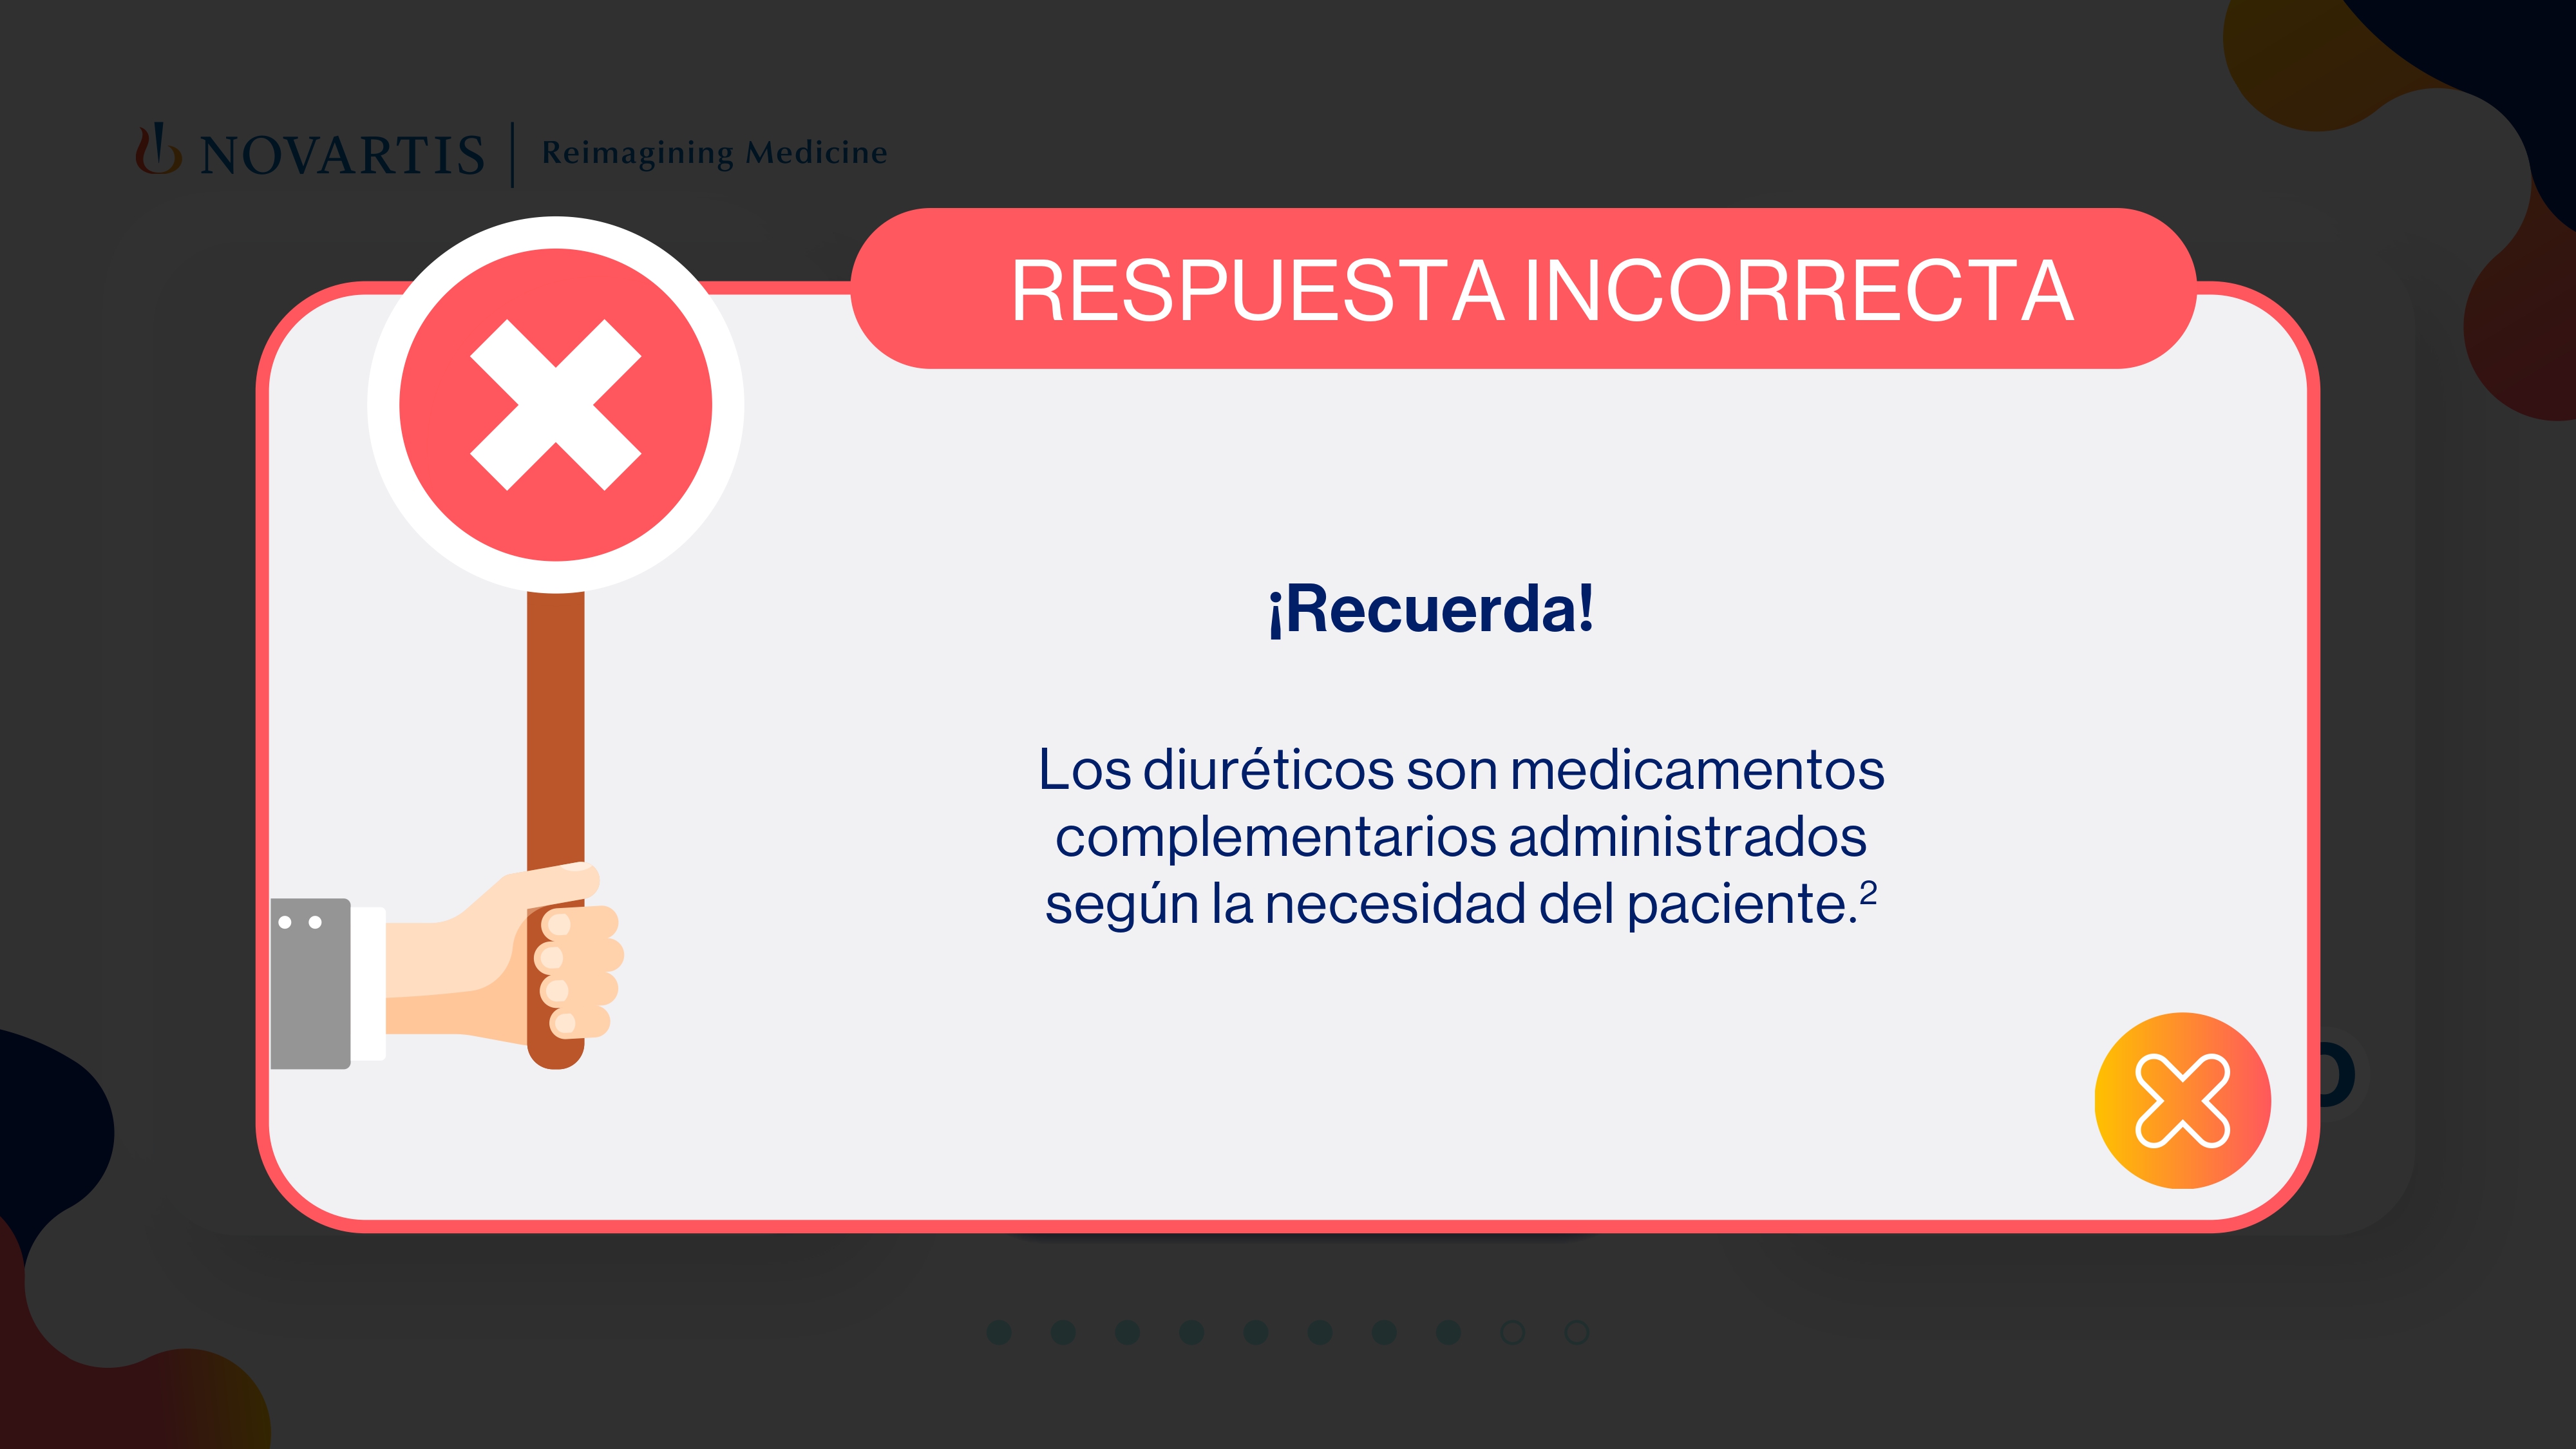 NOVARTIS | Reimagining Medicine
RESPUESTA INCORRECTA
¡Recuerda!
Los diuréticos son medicamentos
complementarios administrados
según la necesidad del paciente.²